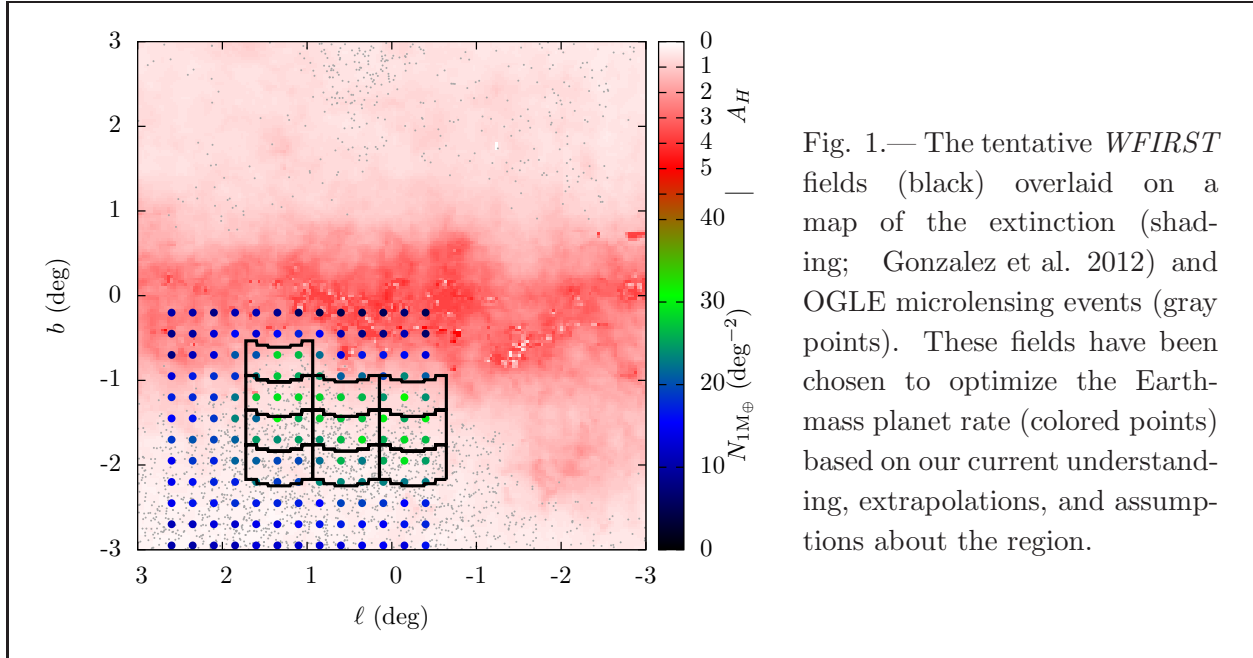 3
2
1
0
-1
-2
-3
b (deg)
3
2
1
0
-1
-2
-3
ℓ (deg)
0
1
2
3
4
5
40
30
20
10
0
N1M⊕ (deg−2) | AH
Fig. 1.— The tentative WFIRST
fields (black) overlaid on a
map of the extinction (shad-
ing; Gonzalez et al. 2012) and
OGLE microlensing events (gray
points). These fields have been
chosen to optimize the Earth-
mass planet rate (colored points)
based on our current understand-
ing, extrapolations, and assump-
tions about the region.